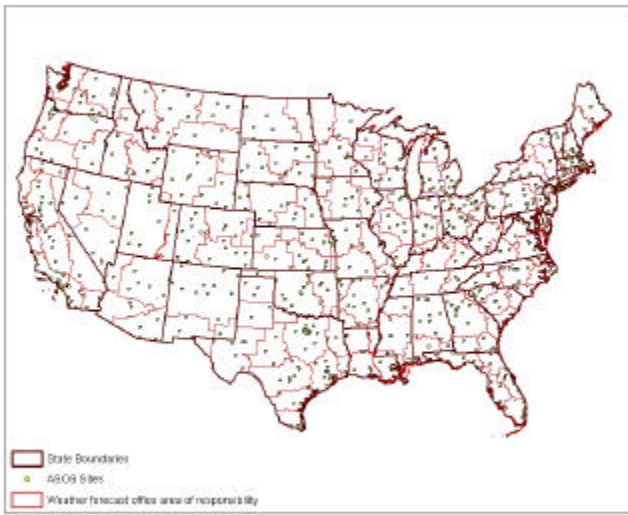 State Boundaries
ASOS Sites
Weather forecast office area of responsibility